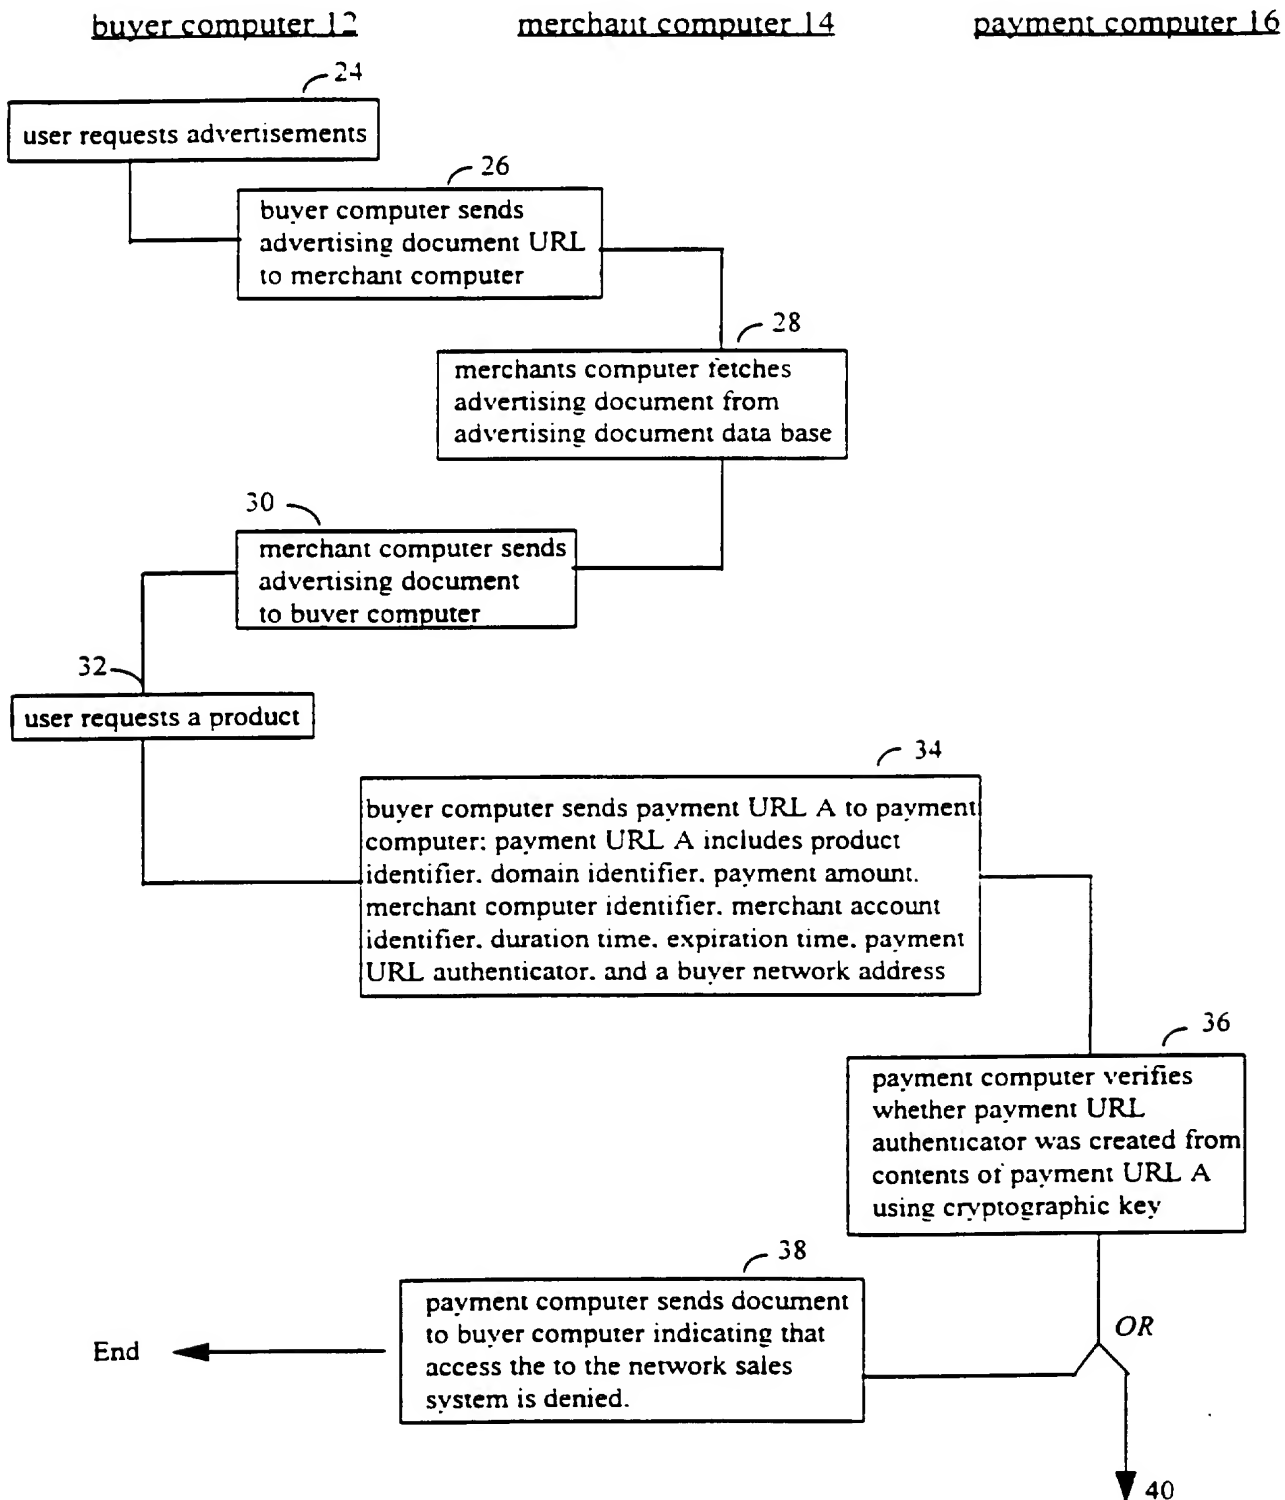 buyer computer 12
merchant computer 14
payment computer 16
24
user requests advertisements
26
buyer computer sends
advertising document URL
to merchant computer
28
merchants computer fetches
advertising document from
advertising document data base
30
merchant computer sends
advertising document
to buyer computer
32
user requests a product
34
buyer computer sends payment URL A to payment
computer: payment URL A includes product
identifier, domain identifier, payment amount,
merchant computer identifier, merchant account
identifier, duration time, expiration time, payment
URL authenticator, and a buyer network address
36
payment computer verifies
whether payment URL
authenticator was created from
contents of payment URL A
using cryptographic key
38
payment computer sends document
to buyer computer indicating that
access the to the network sales
system is denied.
End
OR
40